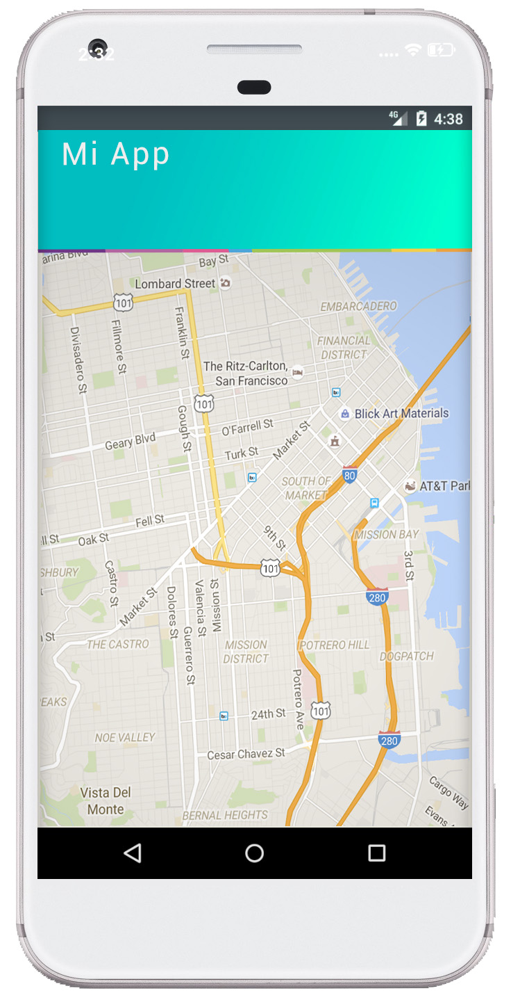 2:32
4G 4:38
Mi App
arina Blvd
Bay St
Lombard Street
101
EMBARCADERO
Franklin St
Fillmore St
Divisadero St
FINANCIAL
DISTRICT
The Ritz-Carlton,
San Francisco
101
Gough St
Blick Art Materials
O'Farrell St
Geary Blvd
Market St
Turk St
80
SOUTH OF
MARKET
AT&T Park
Fell St
ll St
Oak St
9th St
MISSION BAY
SHBURY
Castro St
101
3rd St
Mission St
Valencia St
Dolores St
Market St
280
Guerrero St
St
THE CASTRO
MISSION
DISTRICT
POTRERO HILL
DOGPATCH
Potrero Ave
EAKS
24th St
101
NOE VALLEY
280
Cesar Chavez St
Cargo Way
Vista Del
Monte
BERNAL HEIGHTS
Evans